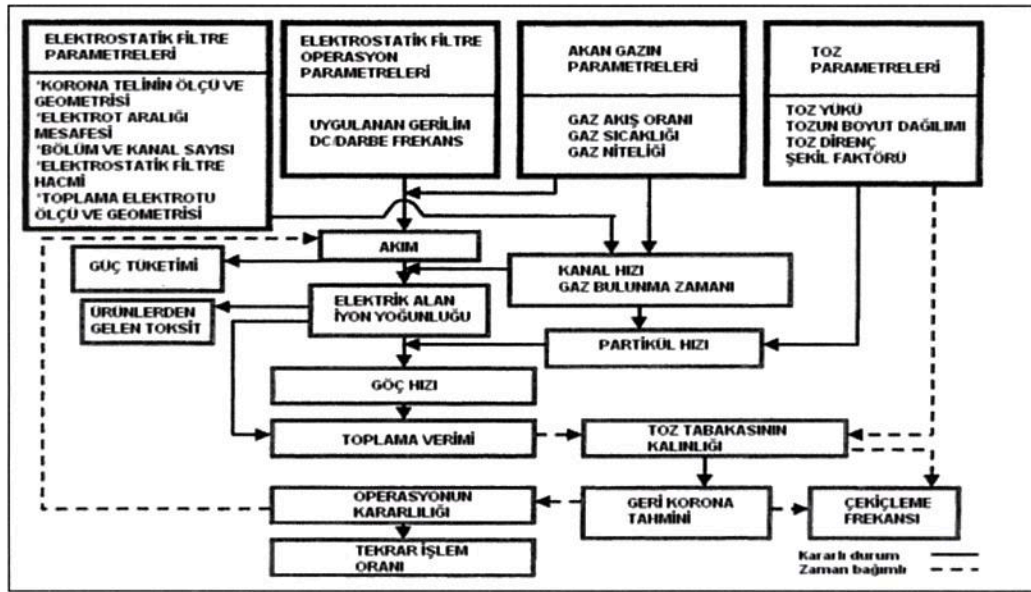 ELEKTROSTATİK FİLTRE
PARAMETRELERİ
*KORONA TELİNİN ÖLÇÜ VE
GEOMETRİSİ
*ELEKTROT ARALIĞI
MESAFESİ
*BÖLÜM VE KANAL SAYISI
*ELEKTROSTATİK FİLTRE
HACMİ
*TOPLAMA ELEKTROTU
ÖLÇÜ VE GEOMETRİSİ
ELEKTROSTATİK FİLTRE
OPERASYON
PARAMETRELERİ
UYGULANAN GERİLİM
DC/DARBE FREKANS
AKAN GAZIN
PARAMETRELERİ
GAZ AKIŞ ORANI
GAZ SICAKLIĞI
GAZ NİTELİĞİ
TOZ
PARAMETRELERİ
TOZ YÜKÜ
TOZUN BOYUT DAĞILIMI
TOZ DİRENÇ
ŞEKİL FAKTÖRÜ
AKIM
GÜÇ TÜKETİMİ
KANAL HIZI
GAZ BULUNMA ZAMANI
ELEKTRİK ALAN
İYON YOĞUNLUĞU
ÜRÜNLERDEN
GELEN TOKSİT
PARTİKÜL HIZI
GÖÇ HIZI
TOPLAMA VERİMİ
TOZ TABAKASININ
KALINLIĞI
OPERASYONUN
KARARLILIĞI
GERİ KORONA
TAHMİNİ
ÇEKİÇLEME
FREKANSI
TEKRAR İŞLEM
ORANI
Kararlı durum
Zaman bağımlı